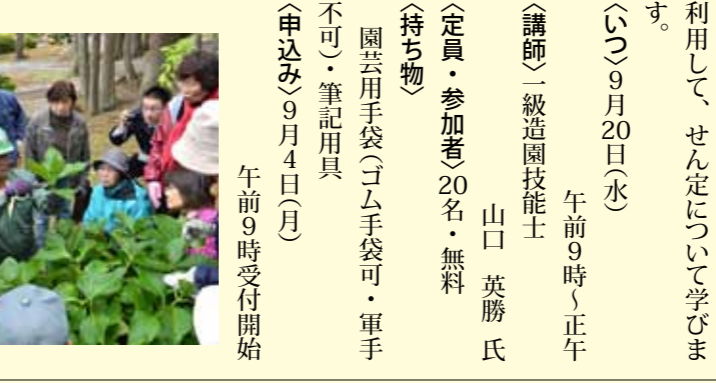 利用して、せん定について学びま
す。
〈いつ〉9月20日(水)
午前9時〜正午
〈講師〉一級造園技能士
山口　英勝　氏
〈定員・参加者〉20名・無料
〈持ち物〉
園芸用手袋(ゴム手袋可・軍手
不可)・筆記用具
〈申込み〉9月4日(月)
午前9時受付開始